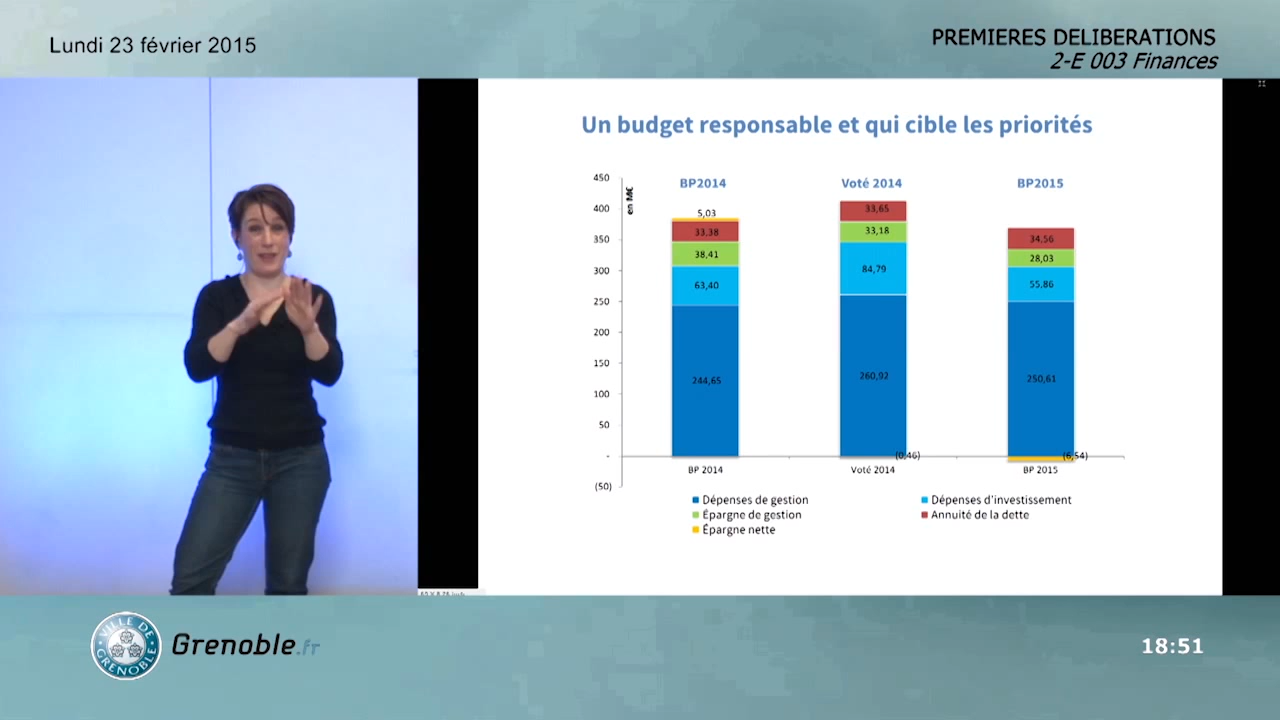 Lundi 23 février 2015
PREMIERES DELIBERATIONS
2-E 003 Finances
Un budget responsable et qui cible les priorités
en M€
450
400
350
300
250
200
150
100
50
-
(50)
BP2014
Voté 2014
BP2015
5,03
33,38
38,41
63,40
244,65
33,65
33,18
84,79
260,92
(0,46)
34,56
28,03
55,86
250,61
(6,54)
BP 2014
Voté 2014
BP 2015
Dépenses de gestion
Dépenses d'investissement
Épargne de gestion
Annuité de la dette
Épargne nette
VILLE DE
GRENOBLE
Grenoble.fr
18:51